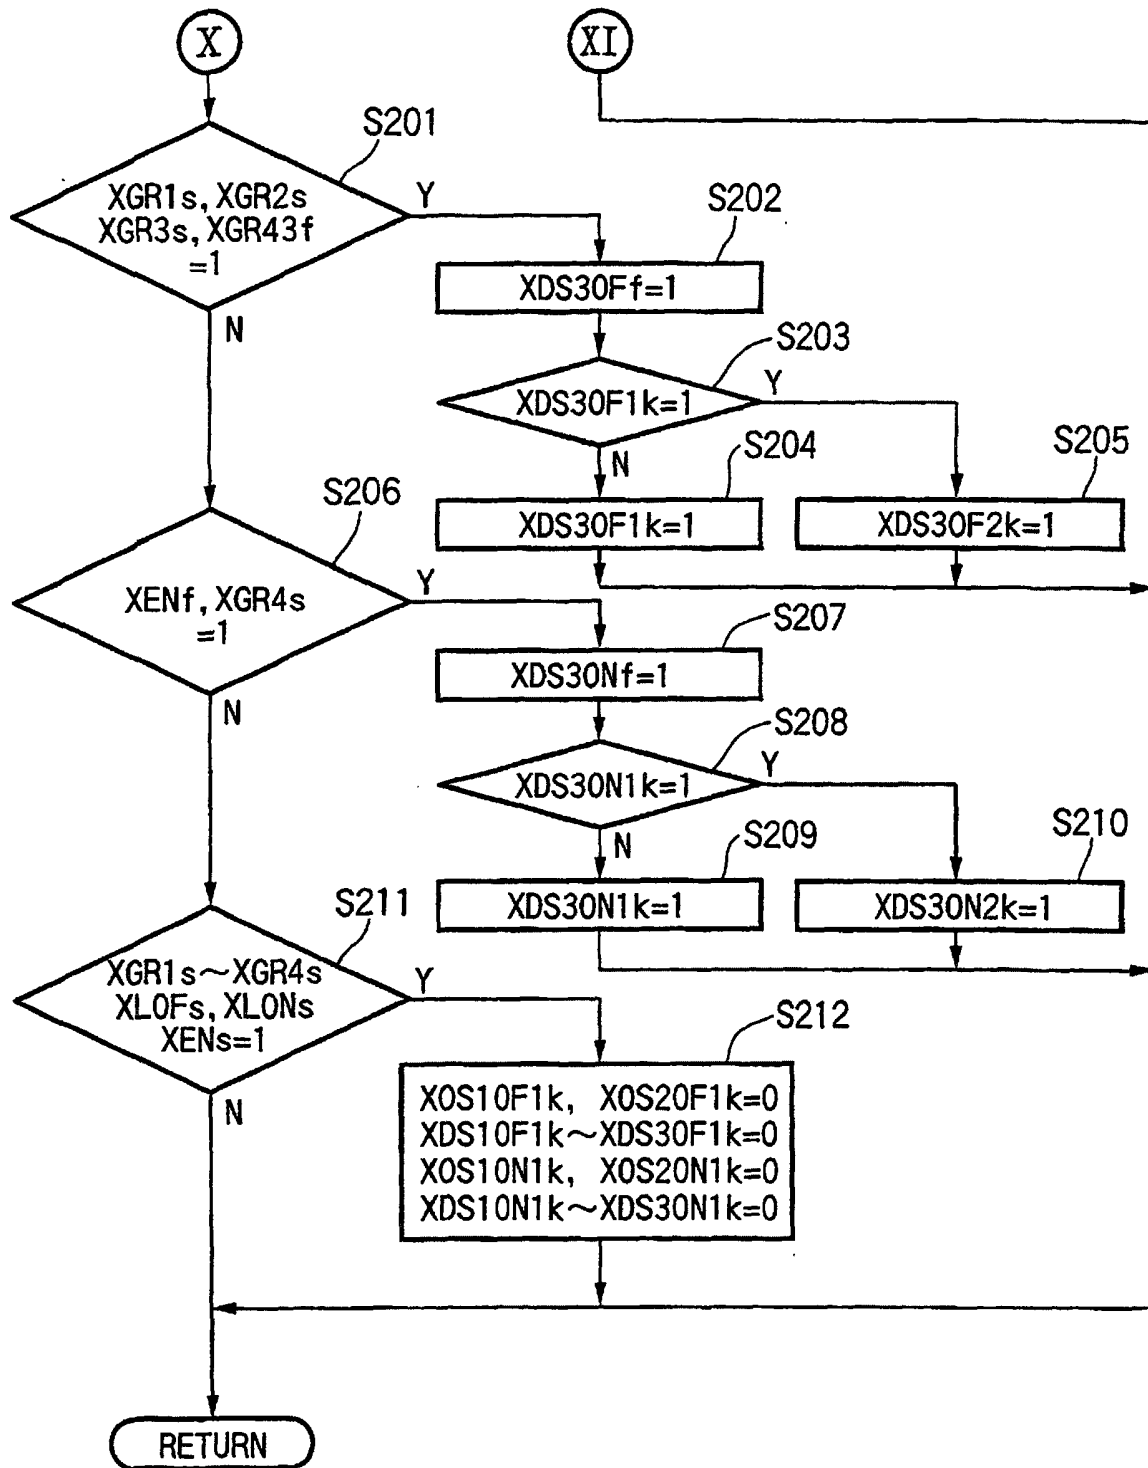 X
XI
S201
XGR1s, XGR2s
XGR3s, XGR43f
=1
Y
N
S202
XDS30Ff=1
S203
XDS30F1k=1
Y
N
S204
XDS30F1k=1
S205
XDS30F2k=1
S206
XENf, XGR4s
=1
Y
N
S207
XDS30Nf=1
S208
XDS30N1k=1
Y
N
S209
XDS30N1k=1
S210
XDS30N2k=1
S211
XGR1s~XGR4s
XLOFs, XLONs
XENs=1
Y
N
S212
XOS10F1k, XOS20F1k=0
XDS10F1k~XDS30F1k=0
XOS10N1k, XOS20N1k=0
XDS10N1k~XDS30N1k=0
RETURN